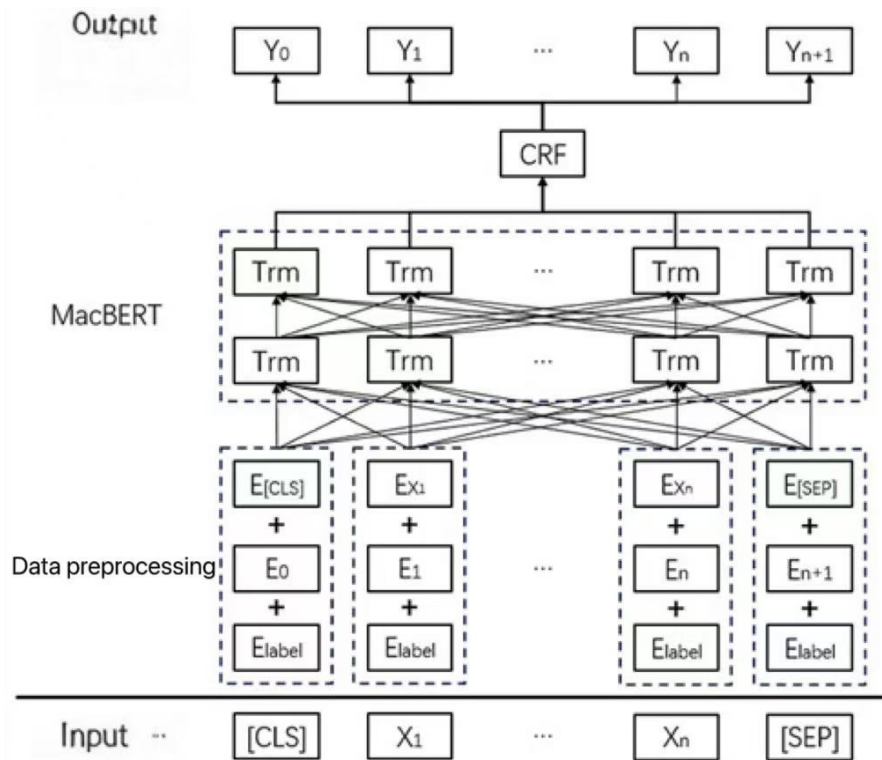 Output
Y0 Y1 ... Yn Yn+1
CRF
Trm Trm ... Trm Trm
MacBERT
Trm Trm ... Trm Trm
E[CLS] EX1 EXn E[SEP]
+ + + +
Data preprocessing E0 E1 ... En En+1
+ + + +
Elabel Elabel Elabel Elabel
Input ... [CLS] X1 ... Xn [SEP]